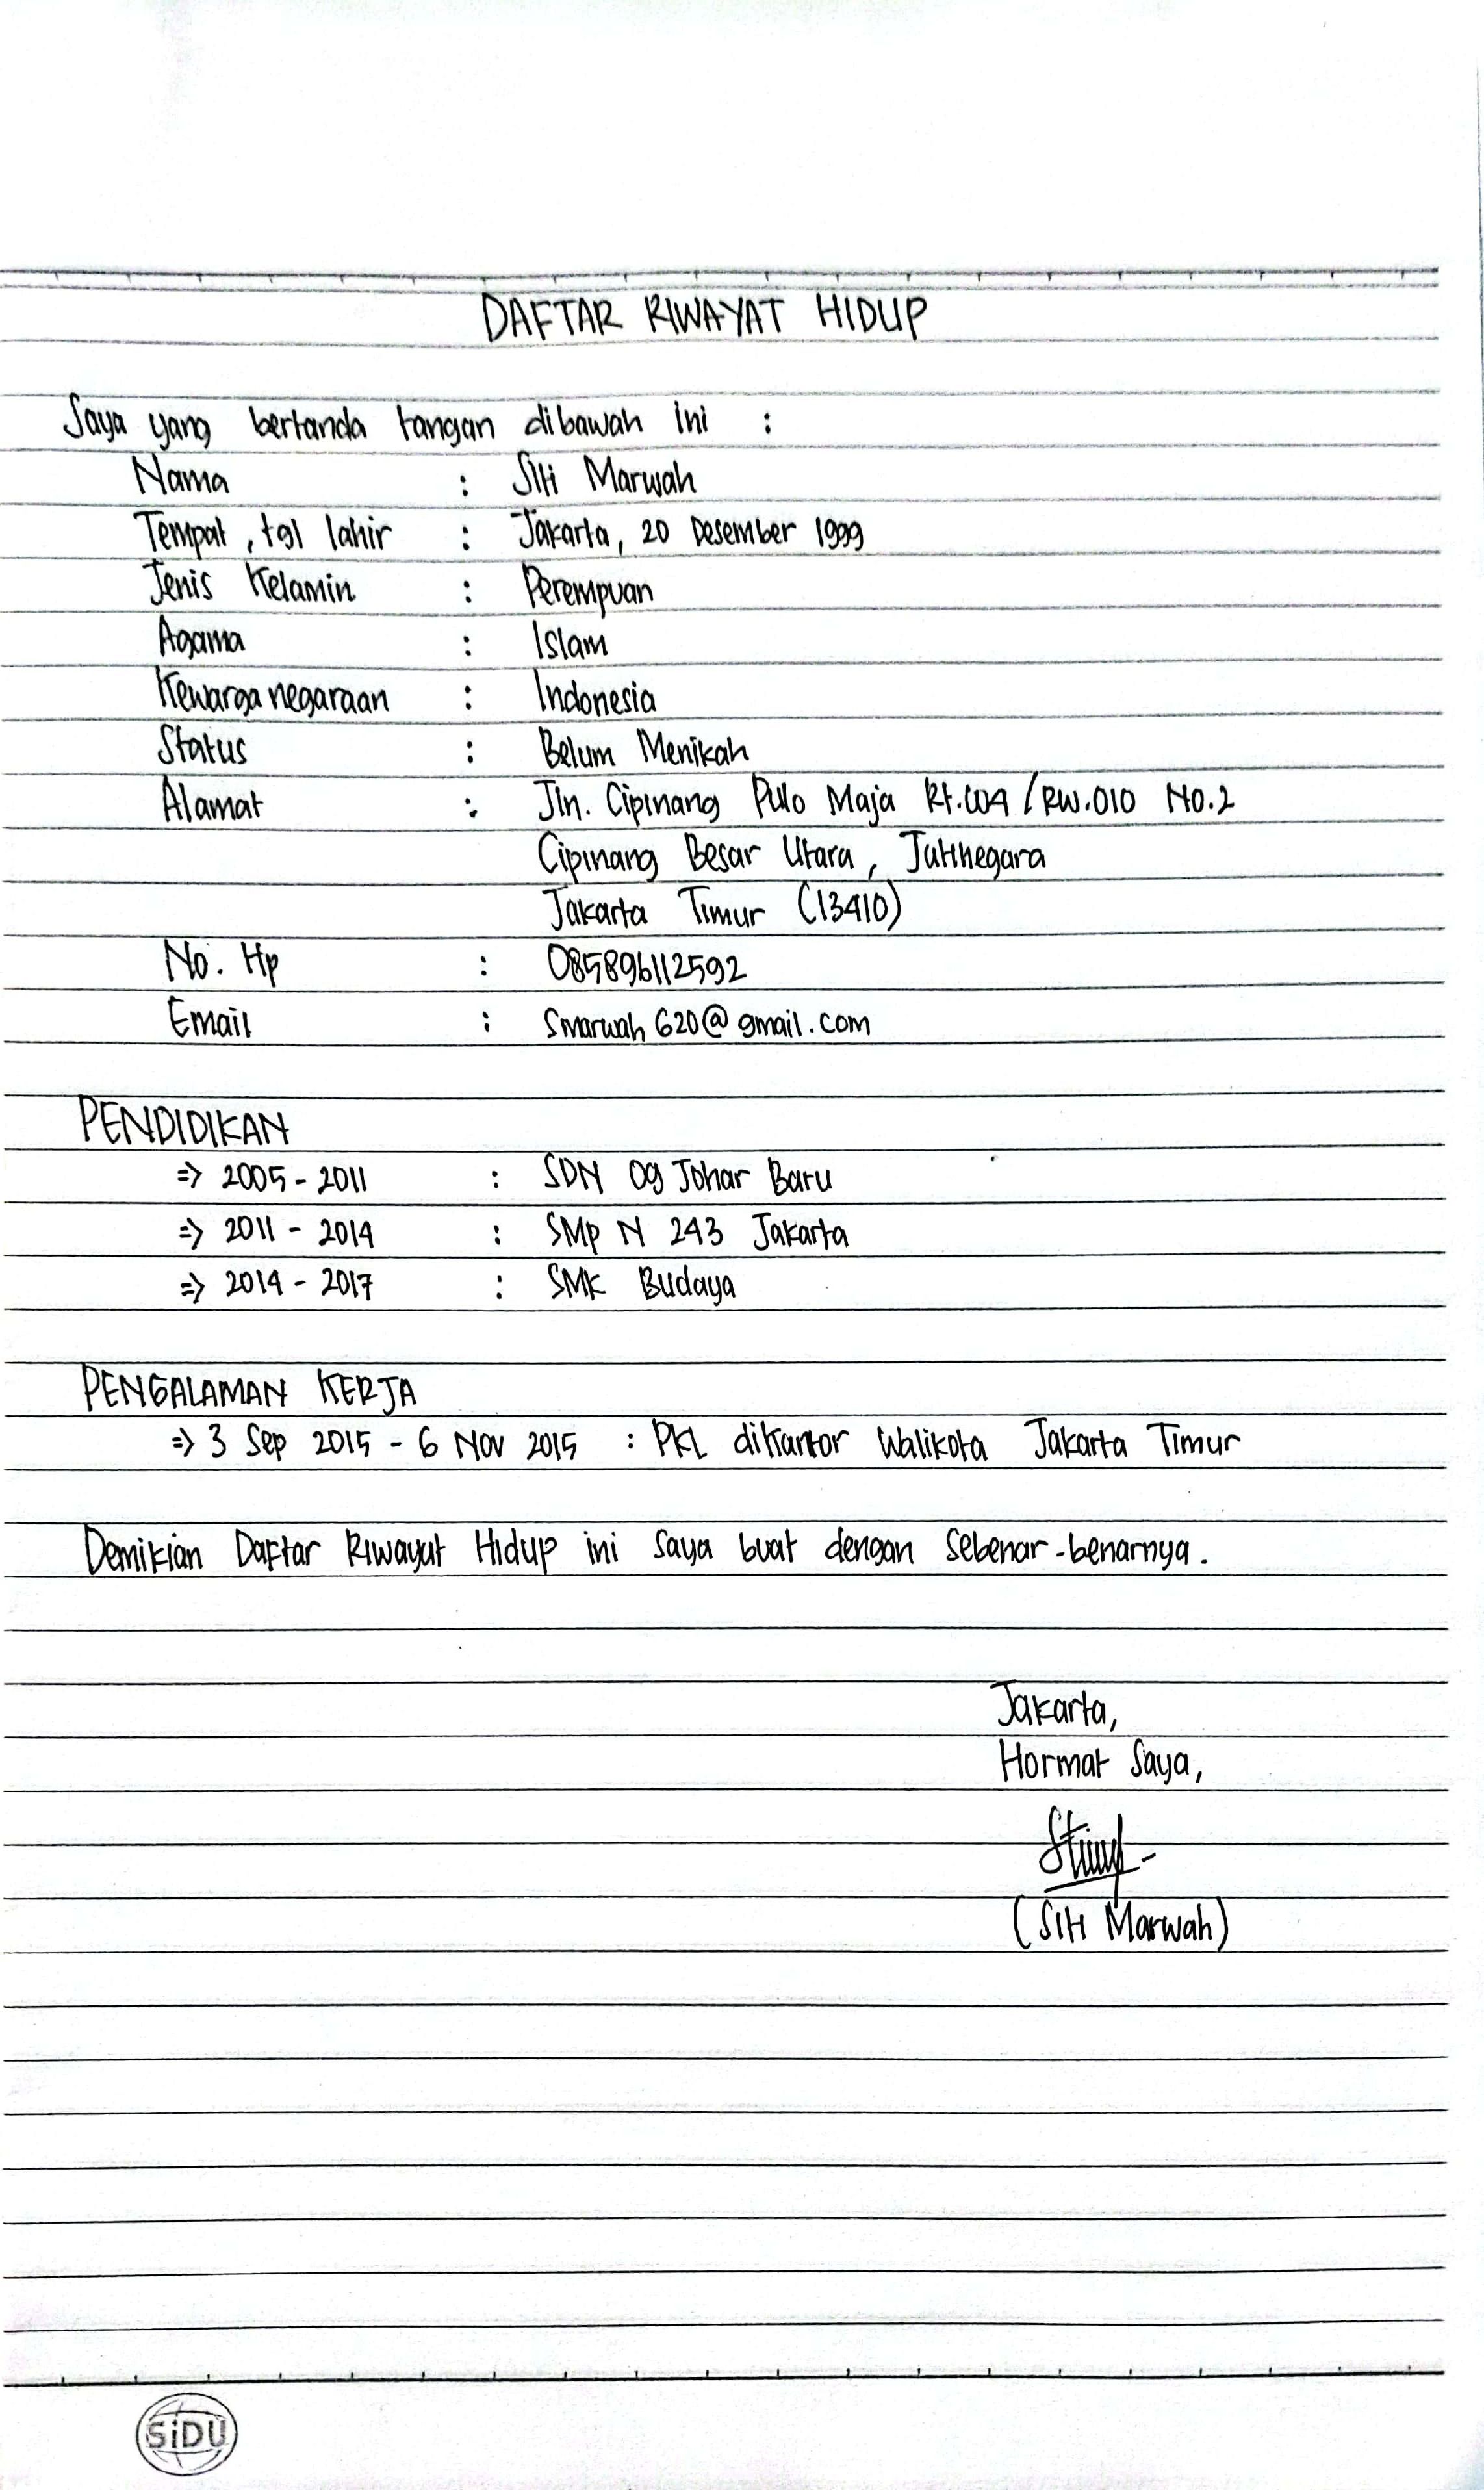 DAFTAR RIWAYAT HIDUP
Saya yang bertanda tangan dibawah ini :
Nama : Siti Marwah
Tempat, tgl lahir : Jakarta, 20 Desember 1999
Jenis Kelamin : Perempuan
Agama : Islam
Kewarganegaraan : Indonesia
Status : Belum Menikah
Alamat : Jln. Cipinang Pulo Maja Rt.004 / RW.010 No.2
Cipinang Besar Utara, Jatinegara
Jakarta Timur (13410)
No. Hp : 085896112592
Email : Smarwah620@gmail.com
PENDIDIKAN
=> 2005 - 2011 : SDN 09 Johar Baru
=> 2011 - 2014 : SMP N 243 Jakarta
=> 2014 - 2017 : SMK Budaya
PENGALAMAN KERJA
=> 3 Sep 2015 - 6 Nov 2015 : PKL dikantor Walikota Jakarta Timur
Demikian Daftar Riwayat Hidup ini saya buat dengan sebenar-benarnya.
Jakarta,
Hormat Saya,
(Siti Marwah)
SiDU